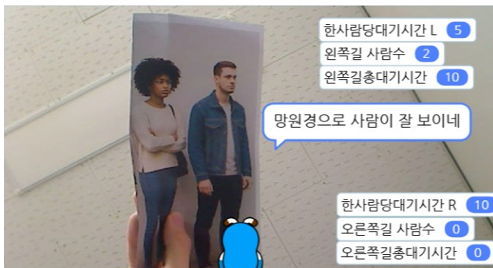 한사람당대기시간 L 5
왼쪽길 사람수 2
왼쪽길총대기시간 10
망원경으로 사람이 잘 보이네
한사람당대기시간 R 10
오른쪽길 사람수 0
오른쪽길총대기시간 0